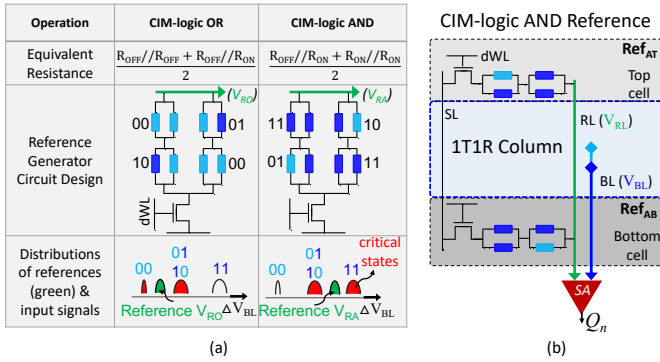 Operation CIM-logic OR CIM-logic AND
Equivalent Resistance
R_OFF//R_OFF + R_OFF//R_ON
2
R_OFF//R_ON + R_ON//R_ON
2
Reference Generator Circuit Design
(V_RO)
00 01
10 00
dWL
(V_RA)
11 10
01 11
Distributions of references (green) & input signals
00 01 10 11
Reference V_RO ΔV_BL
critical states
00 01 10 11
Reference V_RA ΔV_BL
(a)
CIM-logic AND Reference
dWL
Ref_AT
Top cell
SL
RL (V_RL)
1T1R Column
BL (V_BL)
Ref_AB
Bottom cell
SA
Q_n
(b)